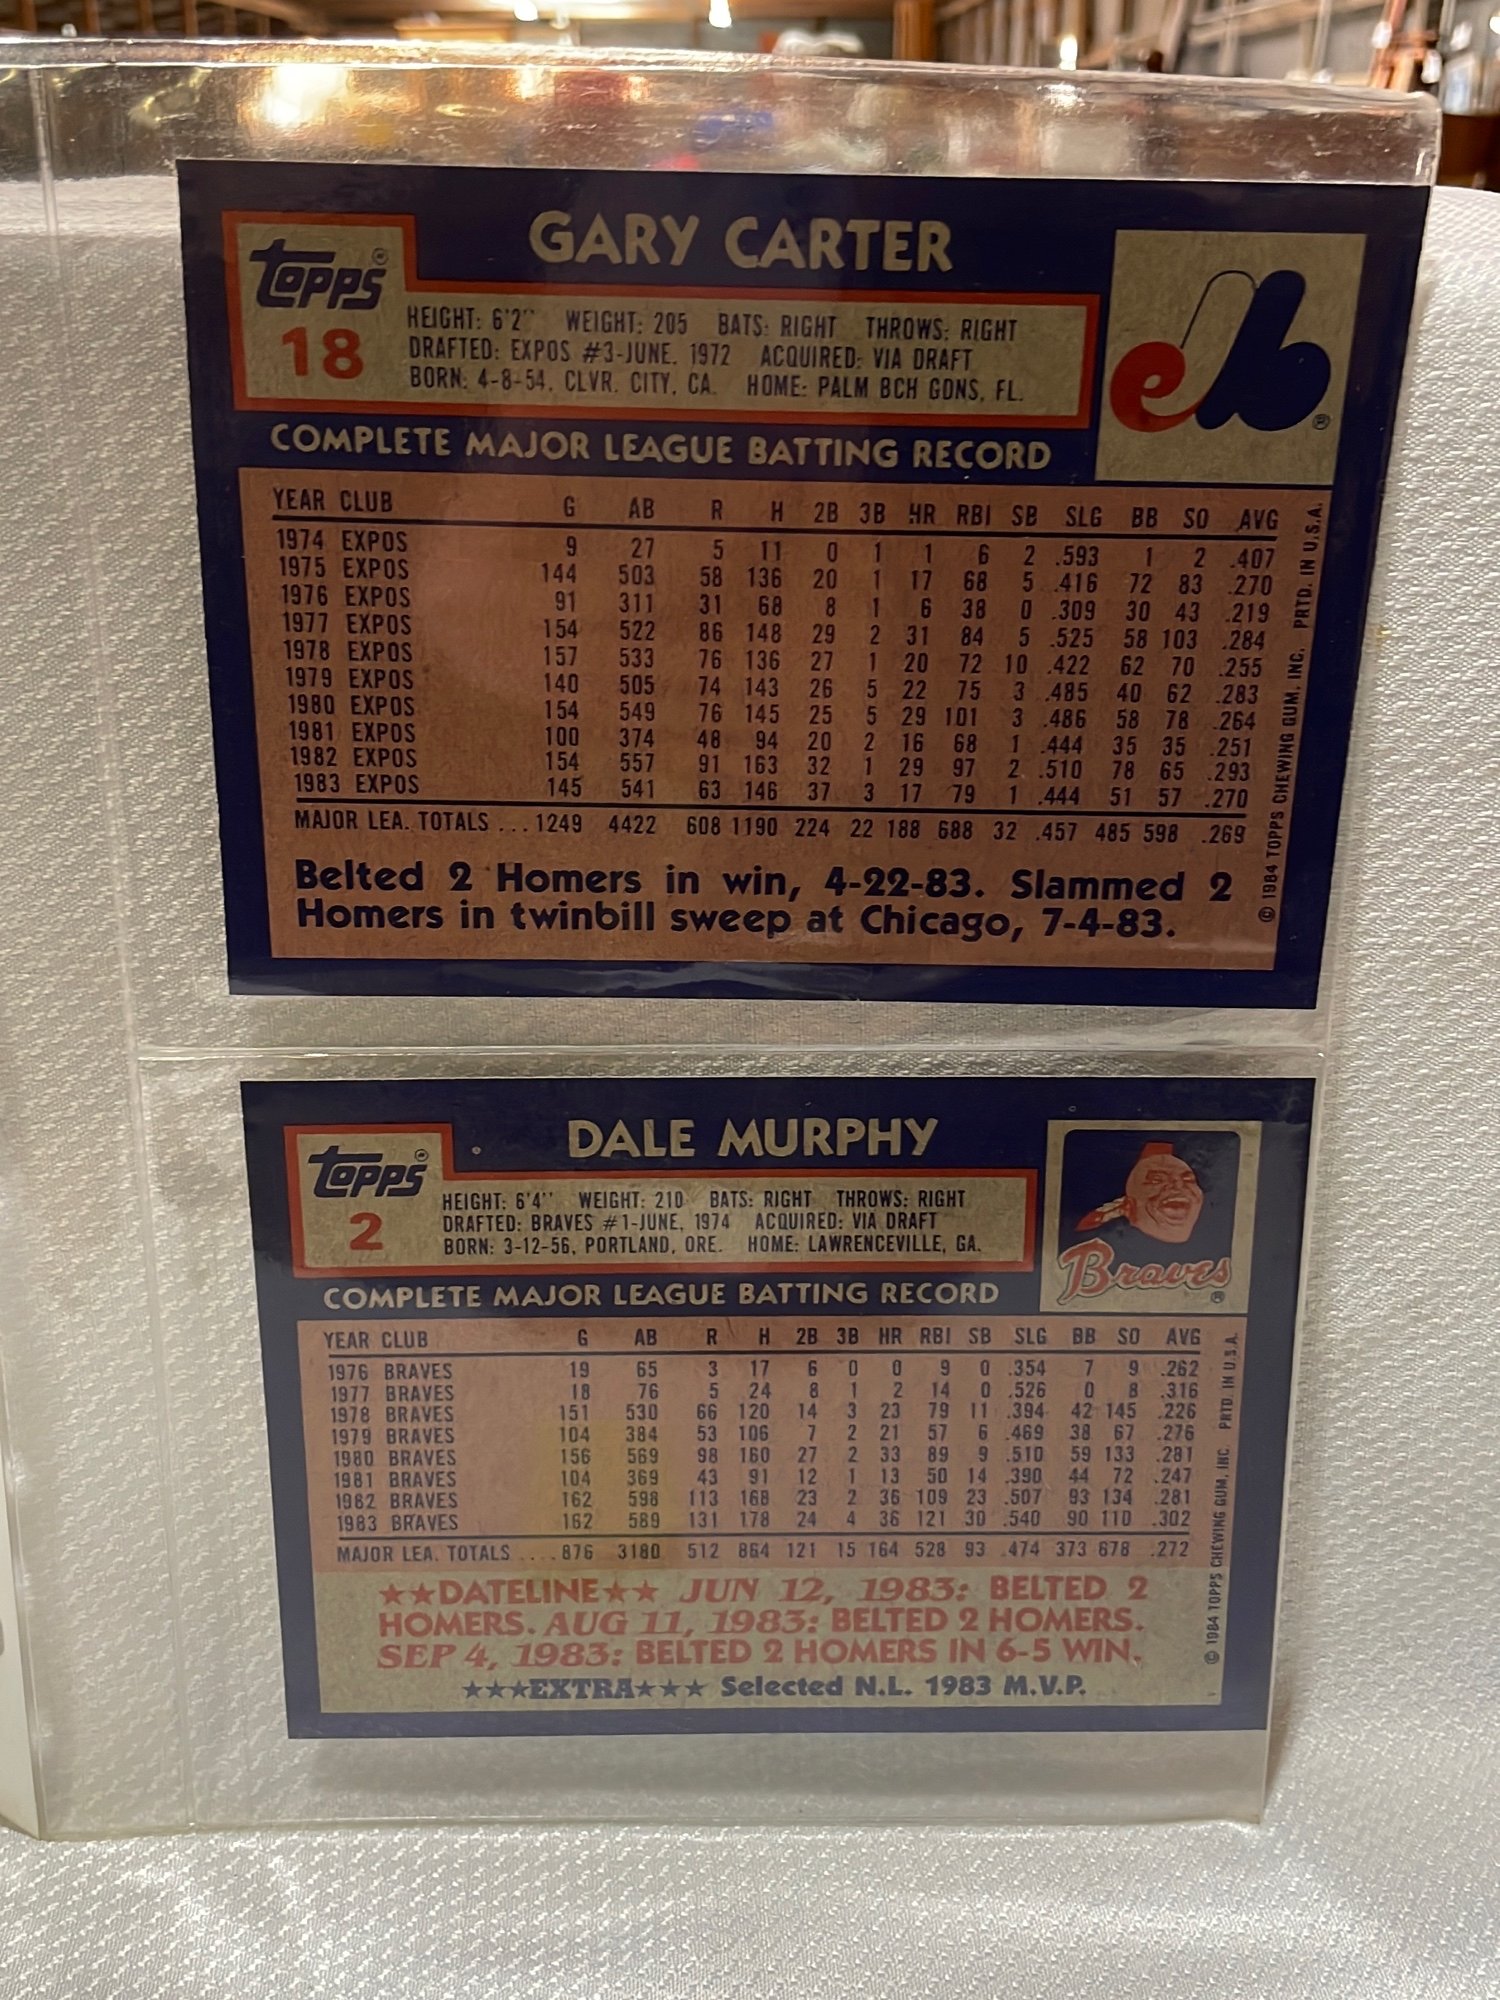 GARY CARTER
TOPPS®
18
HEIGHT: 6'2" WEIGHT: 205 BATS: RIGHT THROWS: RIGHT
DRAFTED: EXPOS #3-JUNE, 1972 ACQUIRED: VIA DRAFT
BORN: 4-8-54, CLVR. CITY, CA. HOME: PALM BCH GDNS, FL.
eb®
COMPLETE MAJOR LEAGUE BATTING RECORD
YEAR CLUB G AB R H 2B 3B HR RBI SB SLG BB SO AVG
1974 EXPOS 9 27 5 11 0 1 1 6 2 .593 1 2 .407
1975 EXPOS 144 503 58 136 20 1 17 68 5 .416 72 83 .270
1976 EXPOS 91 311 31 68 8 1 6 38 0 .309 30 43 .219
1977 EXPOS 154 522 86 148 29 2 31 84 5 .525 58 103 .284
1978 EXPOS 157 533 76 136 27 1 20 72 10 .422 62 70 .255
1979 EXPOS 140 505 74 143 26 5 22 75 3 .485 40 62 .283
1980 EXPOS 154 549 76 145 25 5 29 101 3 .486 58 78 .264
1981 EXPOS 100 374 48 94 20 2 16 68 1 .444 35 35 .251
1982 EXPOS 154 557 91 163 32 1 29 97 2 .510 78 65 .293
1983 EXPOS 145 541 63 146 37 3 17 79 1 .444 51 57 .270
MAJOR LEA. TOTALS ... 1249 4422 608 1190 224 22 188 688 32 .457 485 598 .269
Belted 2 Homers in win, 4-22-83. Slammed 2
Homers in twinbill sweep at Chicago, 7-4-83.
© 1984 TOPPS CHEWING GUM, INC. PRTD. IN U.S.A.
DALE MURPHY
TOPPS®
2
HEIGHT: 6'4'' WEIGHT: 210 BATS: RIGHT THROWS: RIGHT
DRAFTED: BRAVES #1-JUNE, 1974 ACQUIRED: VIA DRAFT
BORN: 3-12-56, PORTLAND, ORE. HOME: LAWRENCEVILLE, GA.
Braves®
COMPLETE MAJOR LEAGUE BATTING RECORD
YEAR CLUB G AB R H 2B 3B HR RBI SB SLG BB SO AVG
1976 BRAVES 19 65 3 17 6 0 0 9 0 .354 7 9 .262
1977 BRAVES 18 76 5 24 8 1 2 14 0 .526 0 8 .316
1978 BRAVES 151 530 66 120 14 3 23 79 11 .394 42 145 .226
1979 BRAVES 104 384 53 106 7 2 21 57 6 .469 38 67 .276
1980 BRAVES 156 569 98 160 27 2 33 89 9 .510 59 133 .281
1981 BRAVES 104 369 43 91 12 1 13 50 14 .390 44 72 .247
1982 BRAVES 162 598 113 168 23 2 36 109 23 .507 93 134 .281
1983 BRAVES 162 589 131 178 24 4 36 121 30 .540 90 110 .302
MAJOR LEA. TOTALS .... 876 3180 512 864 121 15 164 528 93 .474 373 678 .272
★★DATELINE★★ JUN 12, 1983: BELTED 2
HOMERS. AUG 11, 1983: BELTED 2 HOMERS.
SEP 4, 1983: BELTED 2 HOMERS IN 6-5 WIN.
★★★EXTRA★★★ Selected N.L. 1983 M.V.P.
© 1984 TOPPS CHEWING GUM, INC. PRTD. IN U.S.A.